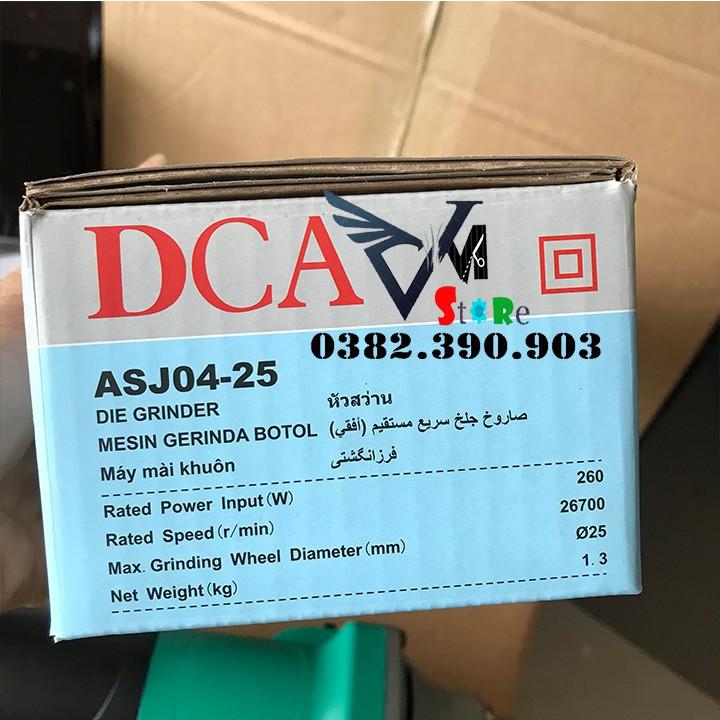 DCA
VM
StoRe
0382.390.903
ASJ04-25
DIE GRINDER
หัวสว่าน
MESIN GERINDA BOTOL
صاروخ جلخ سريع مستقيم (أفقي)
Máy mài khuôn
فرزانگشتی
Rated Power Input(W) 260
Rated Speed(r/min) 26700
Max. Grinding Wheel Diameter(mm) Ø25
Net Weight(kg) 1.3